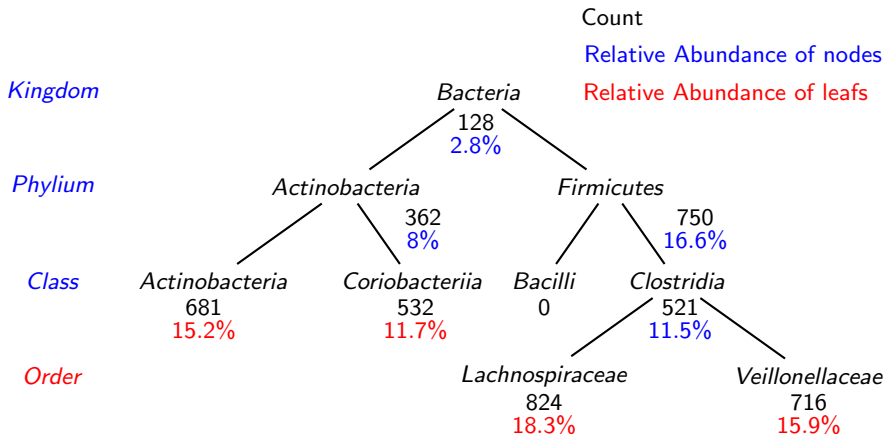 Count
Relative Abundance of nodes
Kingdom
Bacteria
Relative Abundance of leafs
128
2.8%
Phylium
Actinobacteria
Firmicutes
362
8%
750
16.6%
Class
Actinobacteria
Coriobacteriia
Bacilli
Clostridia
681
15.2%
532
11.7%
0
521
11.5%
Order
Lachnospiraceae
Veillonellaceae
824
18.3%
716
15.9%